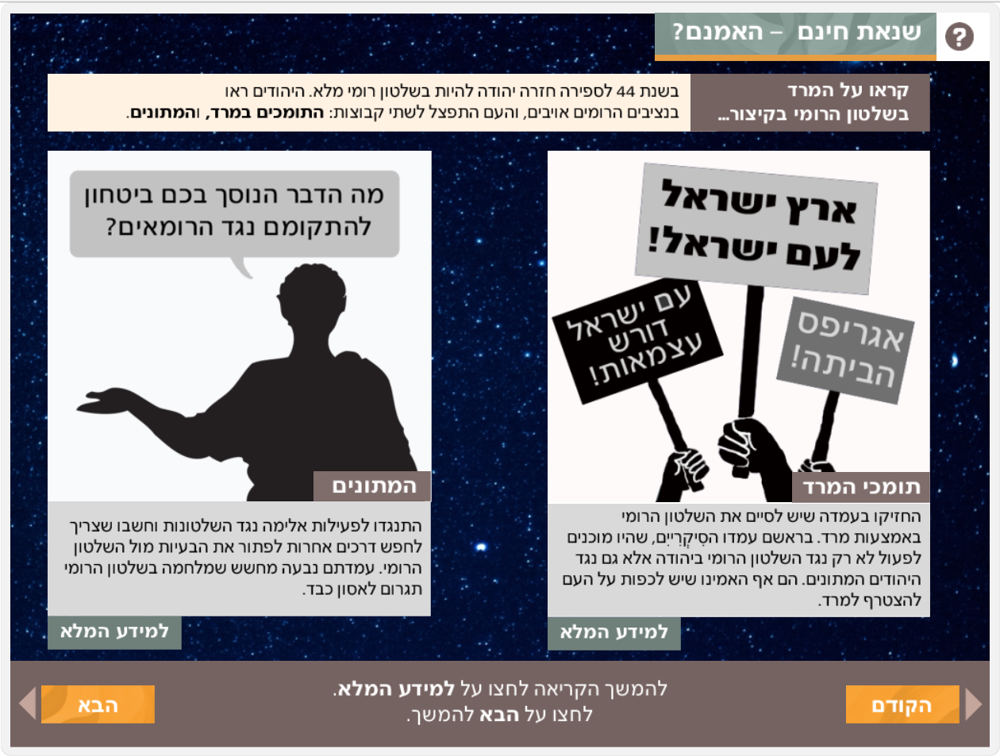 שנאת חינם – האמנם?
?
קראו על המרד
בשלטון הרומי בקיצור...
בשנת 44 לספירה חזרה יהודה להיות בשלטון רומי מלא. היהודים ראו
בנציבים הרומים אויבים, והעם התפצל לשתי קבוצות: התומכים במרד, והמתונים.
ארץ ישראל
לעם ישראל!
אגריפס
הביתה!
עם ישראל
דורש
עצמאות!
תומכי המרד
החזיקו בעמדה שיש לסיים את השלטון הרומי
באמצעות מרד. בראשם עמדו הסִיקָרִייִם, שהיו מוכנים
לפעול לא רק נגד השלטון הרומי ביהודה אלא גם נגד
היהודים המתונים. הם אף האמינו שיש לכפות על העם
להצטרף למרד.
למידע המלא
מה הדבר הנוסך בכם ביטחון
להתקומם נגד הרומאים?
המתונים
התנגדו לפעילות אלימה נגד השלטונות וחשבו שצריך
לחפש דרכים אחרות לפתור את הבעיות מול השלטון
הרומי. עמדתם נבעה מחשש שמלחמה בשלטון הרומי
תגרום לאסון כבד.
למידע המלא
הקודם
להמשך הקריאה לחצו על למידע המלא.
לחצו על הבא להמשך.
הבא